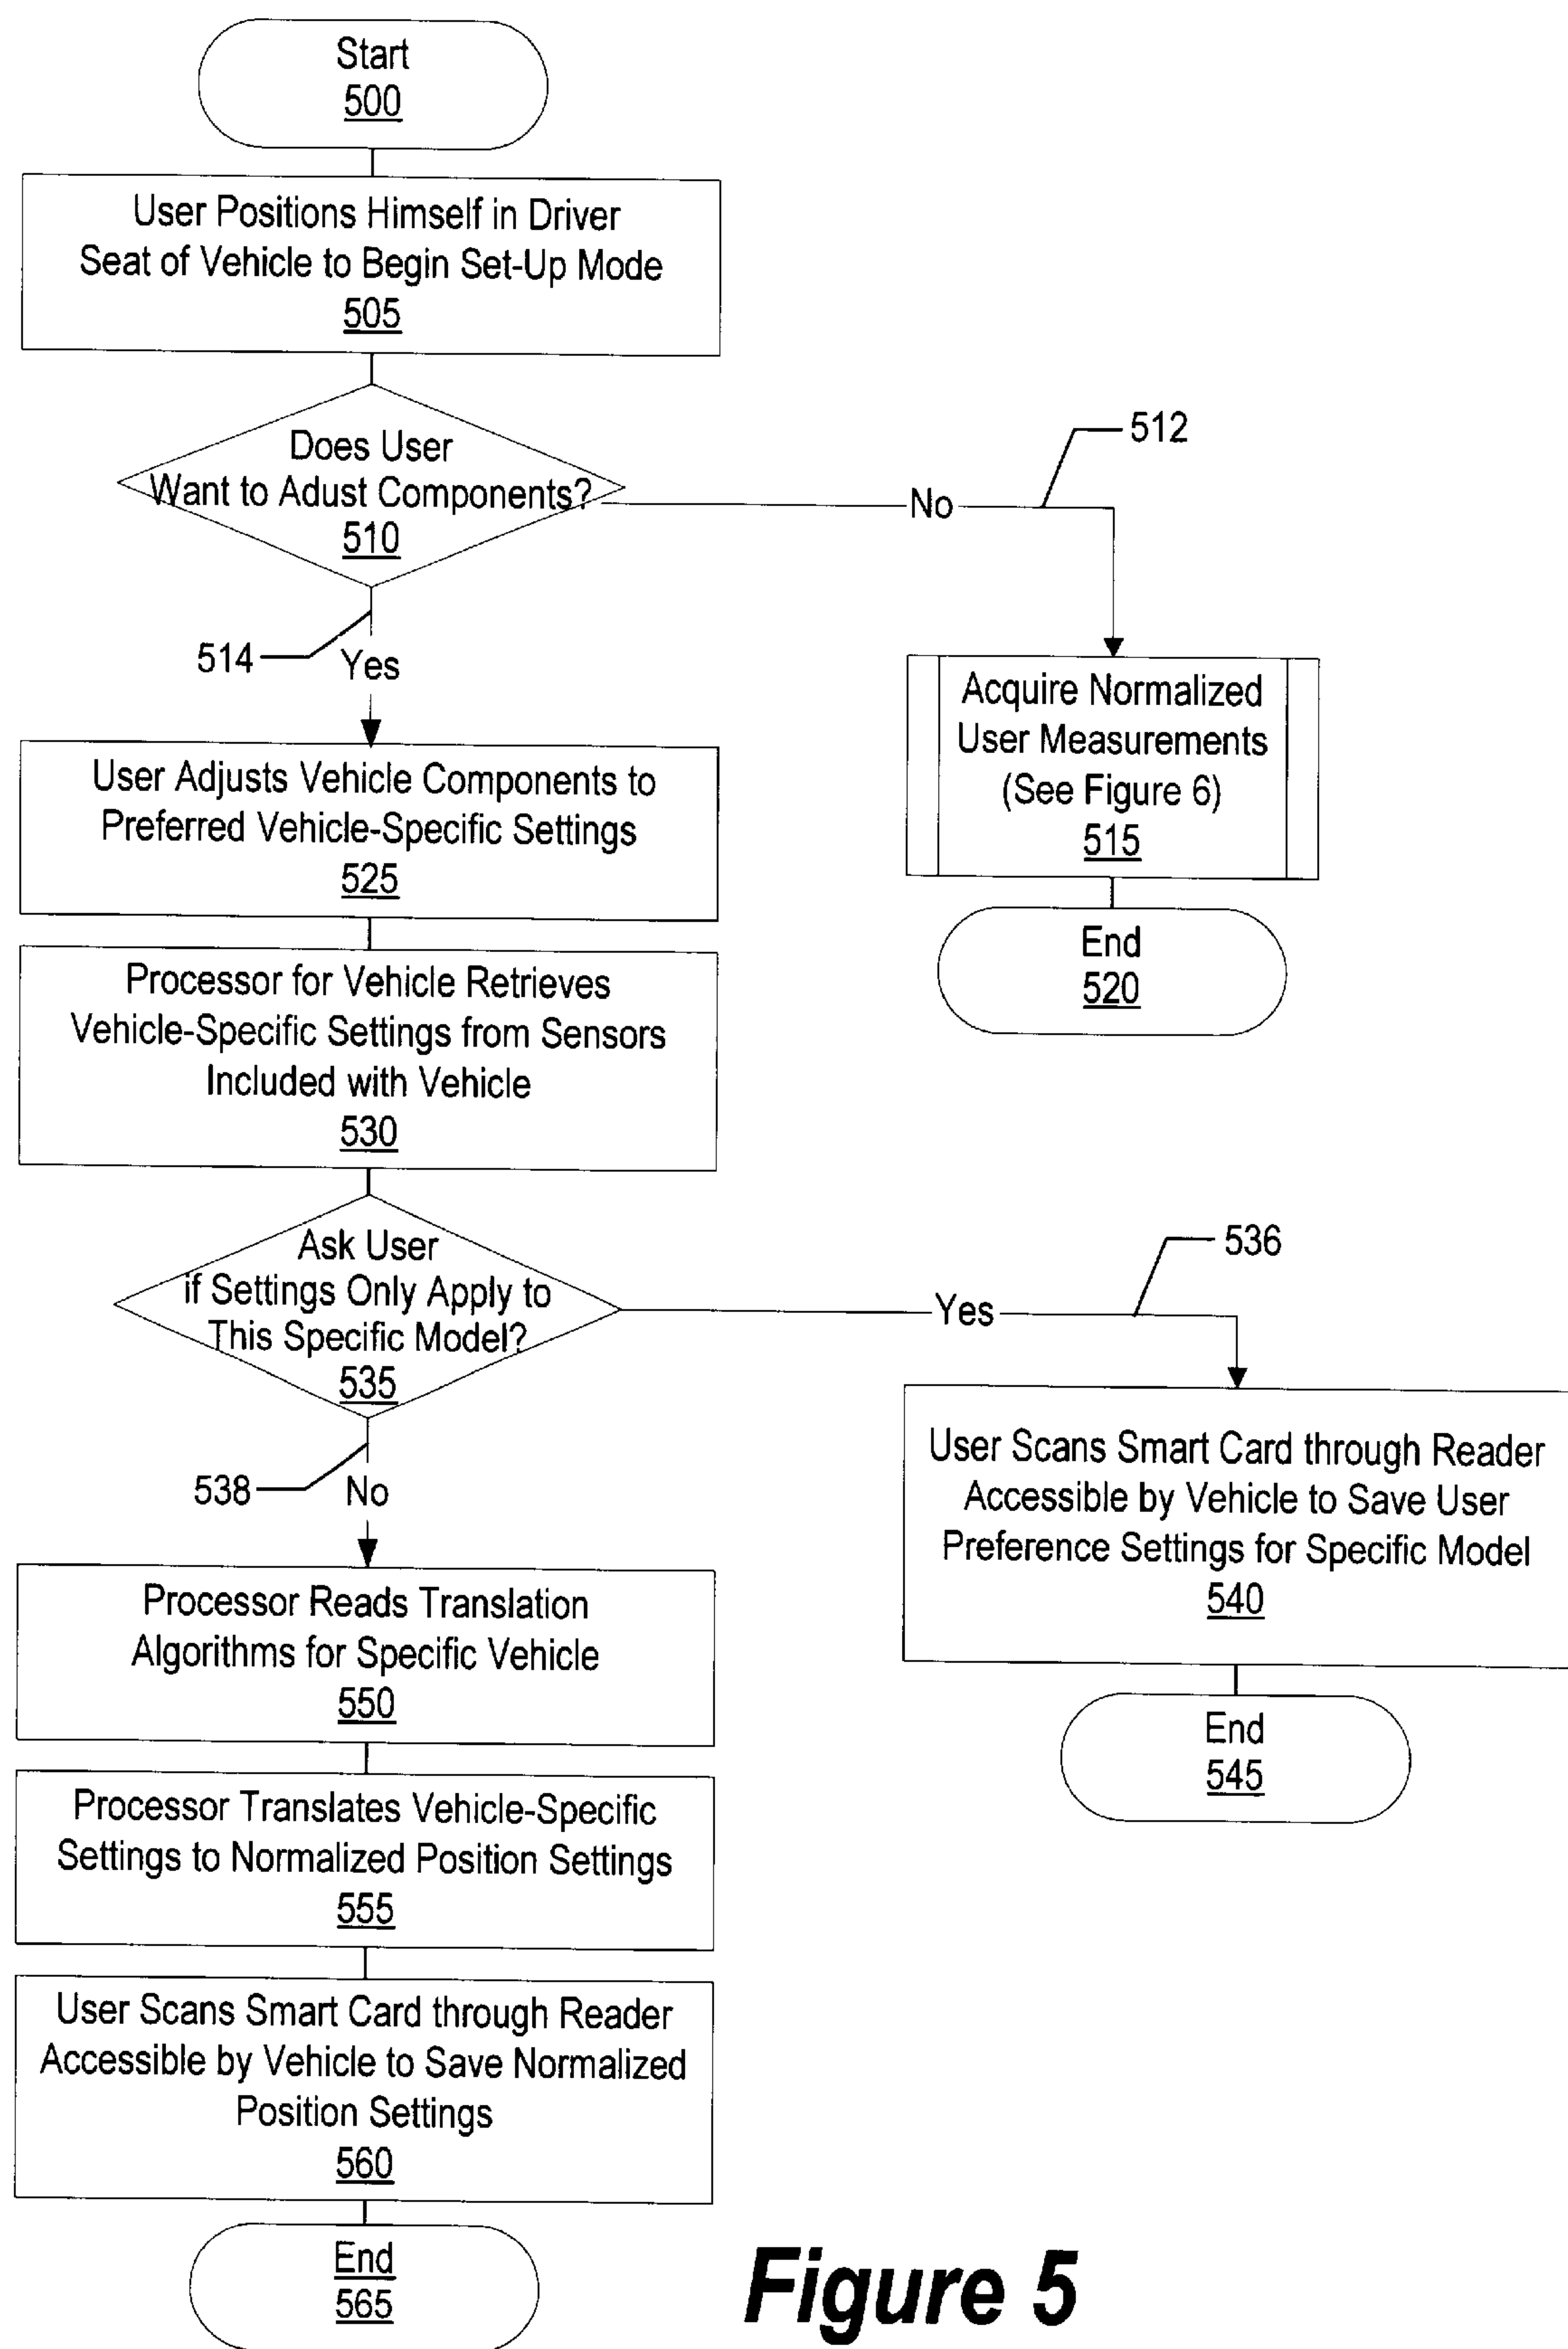 Start
500
User Positions Himself in Driver
Seat of Vehicle to Begin Set-Up Mode
505
Does User
Want to Adust Components?
510
512
No
514
Yes
Acquire Normalized
User Measurements
(See Figure 6)
515
End
520
User Adjusts Vehicle Components to
Preferred Vehicle-Specific Settings
525
Processor for Vehicle Retrieves
Vehicle-Specific Settings from Sensors
Included with Vehicle
530
Ask User
if Settings Only Apply to
This Specific Model?
535
536
Yes
538
No
User Scans Smart Card through Reader
Accessible by Vehicle to Save User
Preference Settings for Specific Model
540
End
545
Processor Reads Translation
Algorithms for Specific Vehicle
550
Processor Translates Vehicle-Specific
Settings to Normalized Position Settings
555
User Scans Smart Card through Reader
Accessible by Vehicle to Save Normalized
Position Settings
560
End
565
Figure 5